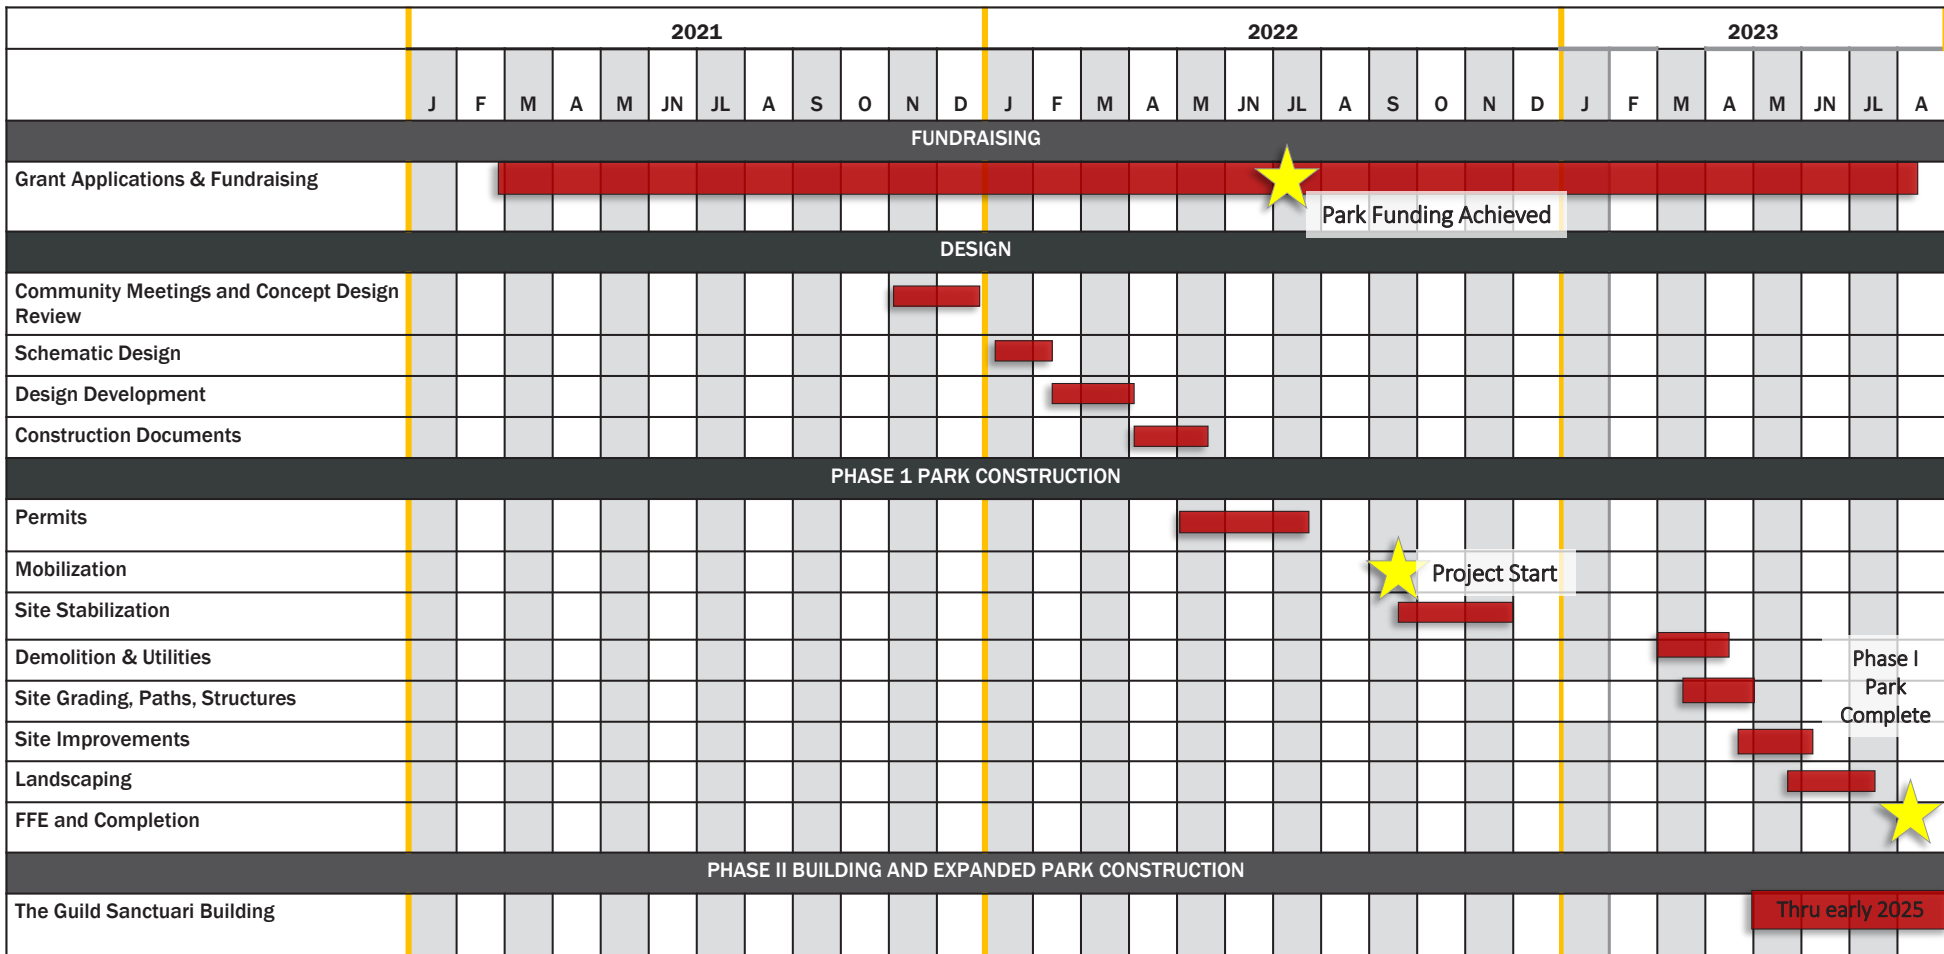 2021 2022 2023
J F M A M JN JL A S O N D J F M A M JN JL A S O N D J F M A M JN JL A
FUNDRAISING
Grant Applications & Fundraising
Park Funding Achieved
DESIGN
Community Meetings and Concept Design
Review
Schematic Design
Design Development
Construction Documents
PHASE 1 PARK CONSTRUCTION
Permits
Mobilization
Project Start
Site Stabilization
Demolition & Utilities
Phase I
Park
Complete
Site Grading, Paths, Structures
Site Improvements
Landscaping
FFE and Completion
PHASE II BUILDING AND EXPANDED PARK CONSTRUCTION
The Guild Sanctuari Building
Thru early 2025